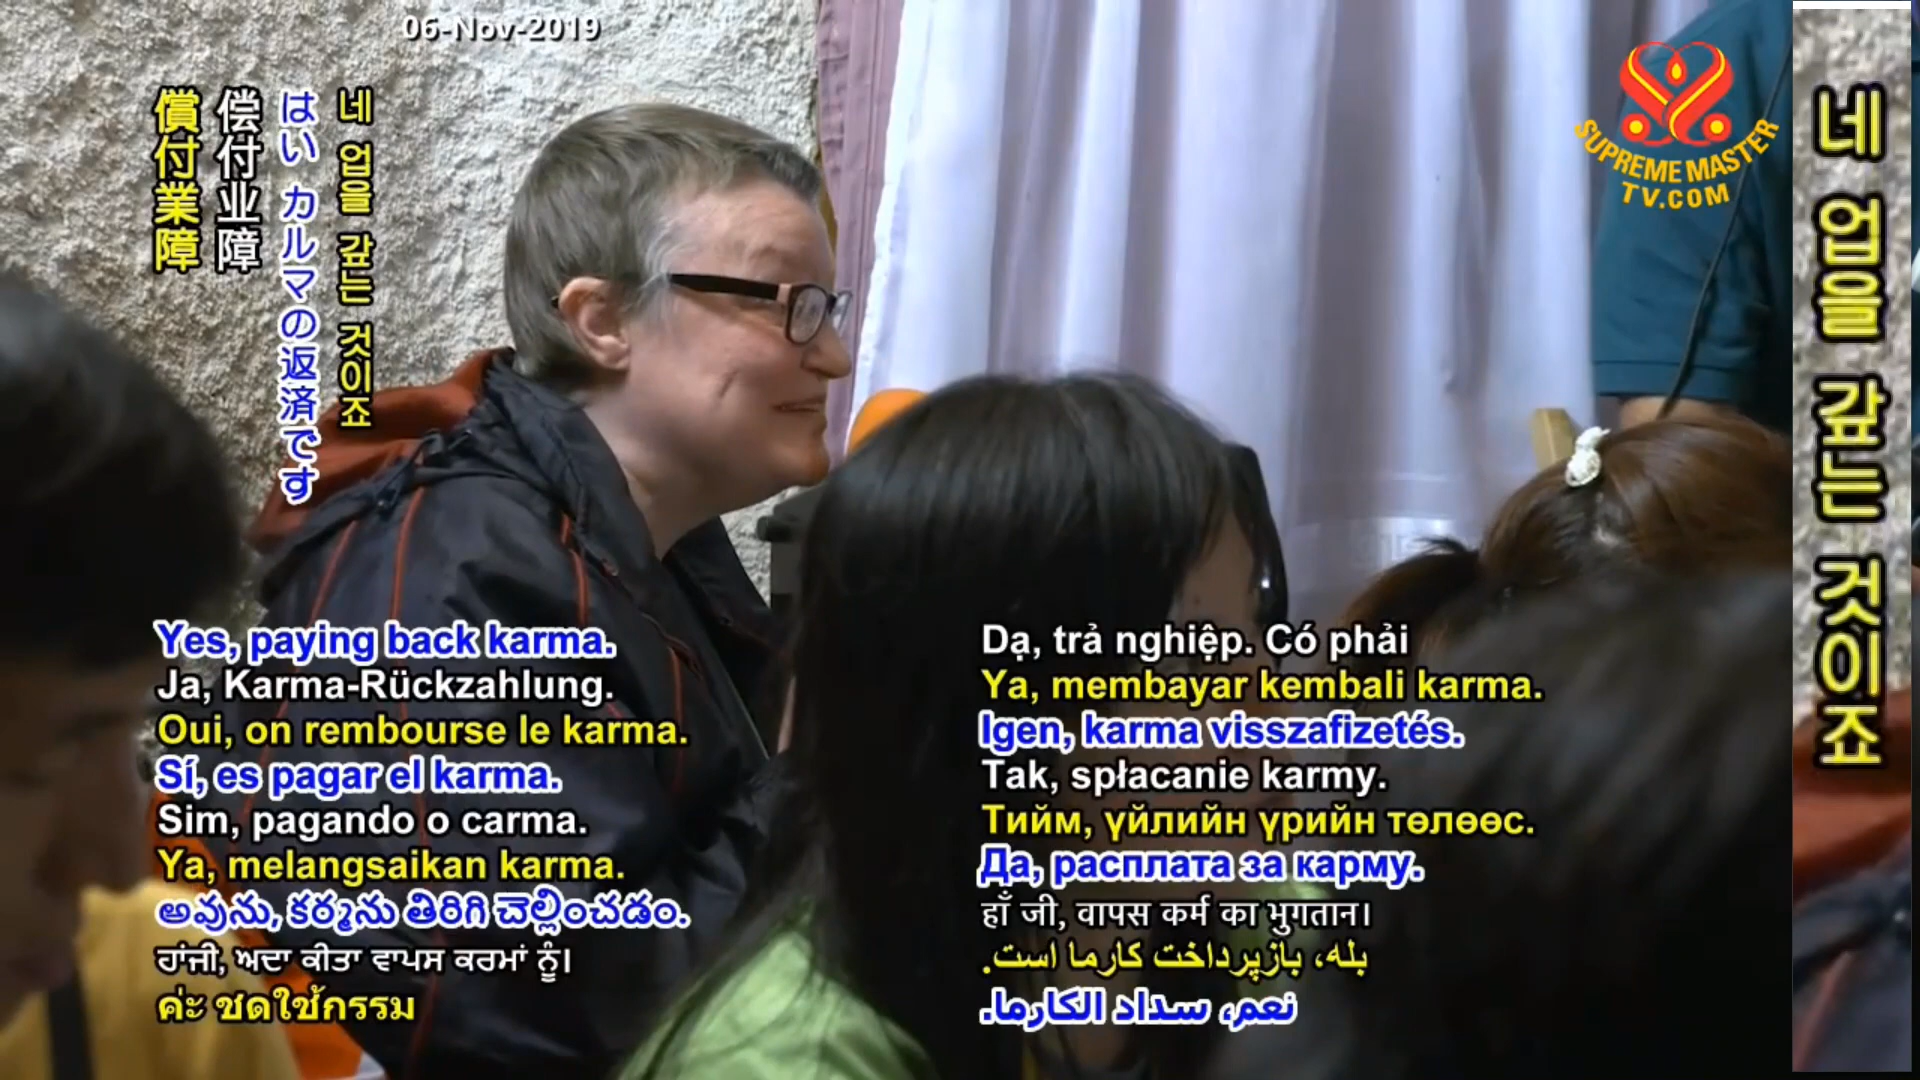 06-Nov-2019
SUPREME MASTER
TV.COM
네 업을 갚는 것이죠
はい カルマの返済です
偿付业障
償付業障
네 업을 갚는 것이죠
Yes, paying back karma.
Ja, Karma-Rückzahlung.
Oui, on rembourse le karma.
Sí, es pagar el karma.
Sim, pagando o carma.
Ya, melangsaikan karma.
అవును, కర్మను తిరిగి చెల్లించడం.
ਹਾਂਜੀ, ਅਦਾ ਕੀਤਾ ਵਾਪਸ ਕਰਮਾਂ ਨੂੰ।
ค่ะ ชดใช้กรรม
Dạ, trả nghiệp. Có phải
Ya, membayar kembali karma.
Igen, karma visszafizetés.
Tak, spłacanie karmy.
Тийм, үйлийн үрийн төлөөс.
Да, расплата за карму.
हाँ जी, वापस कर्म का भुगतान।
بله، بازپرداخت کارما است.
نعم، سداد الكارما.